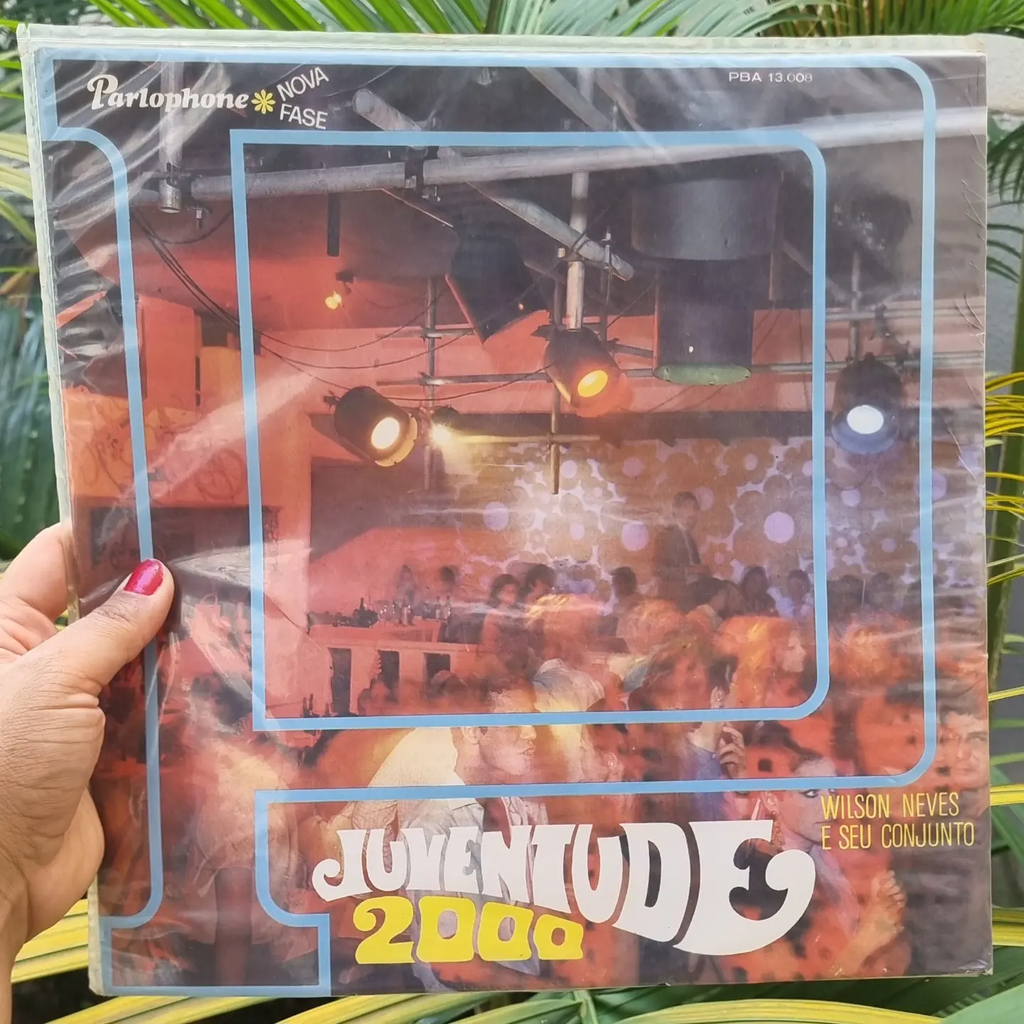 Parlophone NOVA
FASE
PBA 13.008
WILSON NEVES
E SEU CONJUNTO
JUVENTUDE
2000